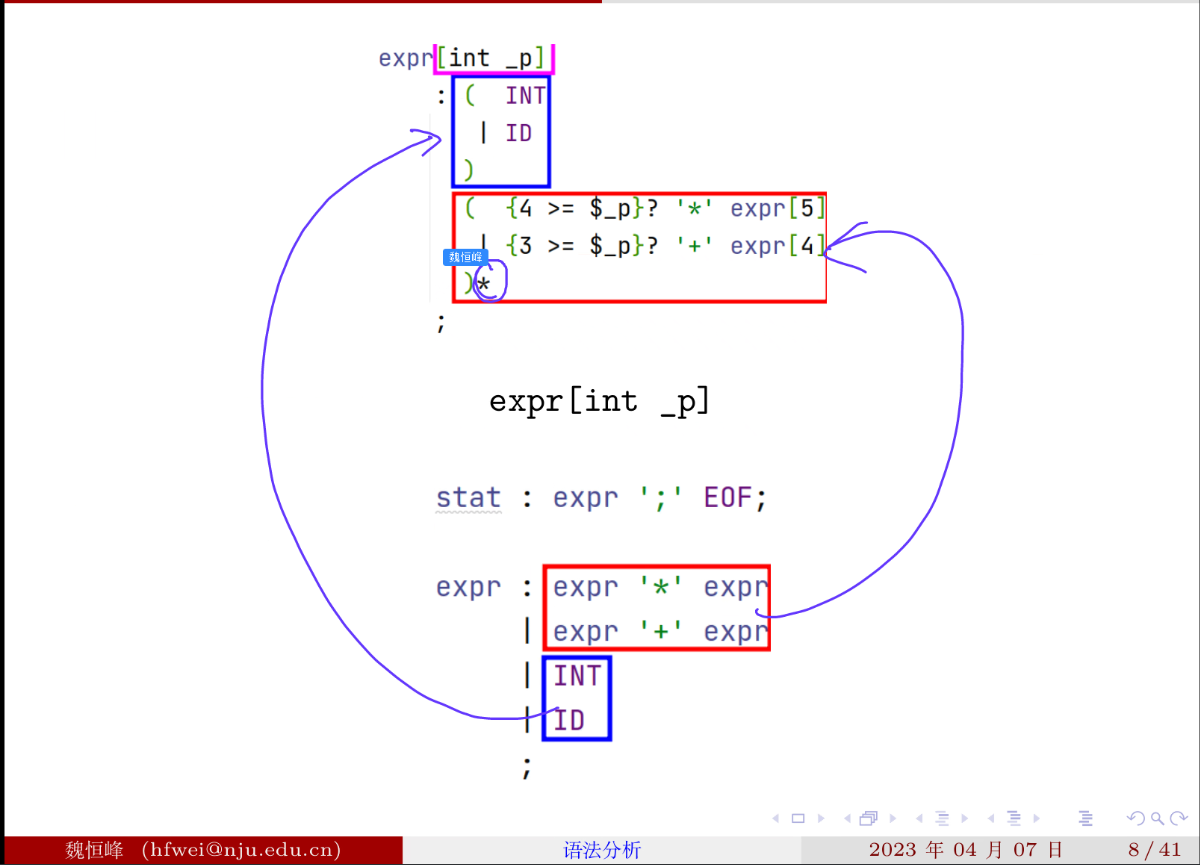 expr[int _p]
: ( INT
| ID
)
( {4 >= $_p}? '*' expr[5]
| {3 >= $_p}? '+' expr[4]
魏恒峰
)*
;
expr[int _p]
stat : expr ';' EOF;
expr : expr '*' expr
| expr '+' expr
| INT
| ID
;
魏恒峰 (hfwei@nju.edu.cn) 语法分析 2023 年 04 月 07 日 8 / 41